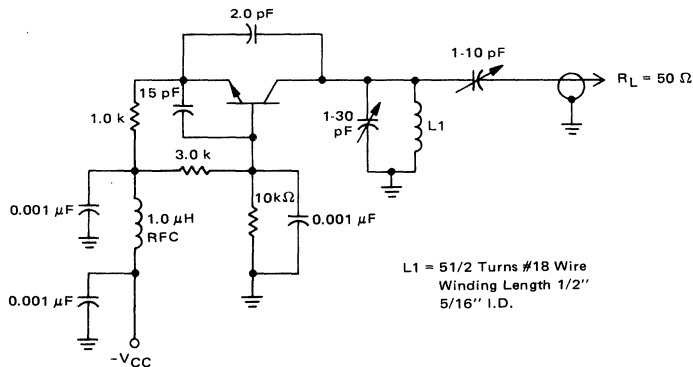 2.0 pF
1-10 pF
R_L = 50 Ω
15 pF
1.0 k
1-30
pF
L1
3.0 k
0.001 μF
10kΩ
0.001 μF
1.0 μH
RFC
L1 = 51/2 Turns #18 Wire
Winding Length 1/2"
5/16" I.D.
0.001 μF
-V_CC